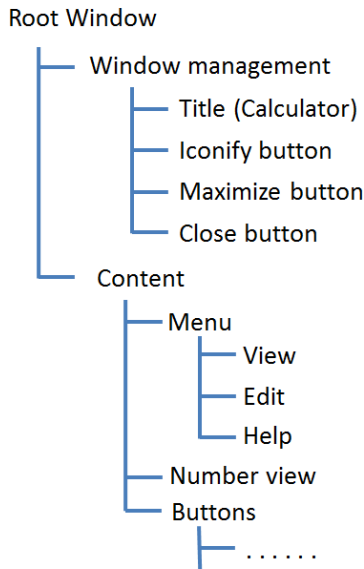 Root Window
Window management
Title (Calculator)
Iconify button
Maximize button
Close button
Content
Menu
View
Edit
Help
Number view
Buttons
. . . . . .